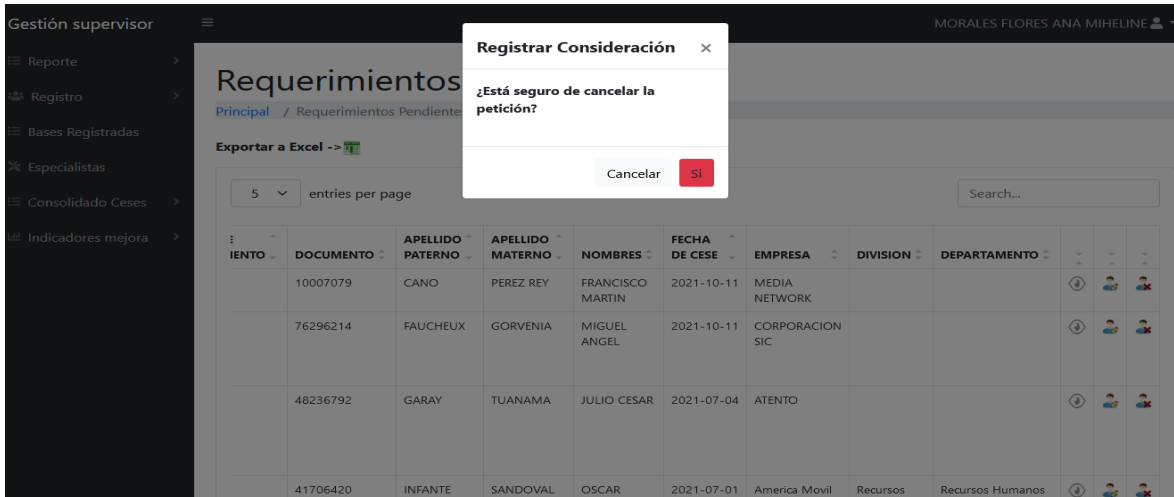 Gestión supervisor
MORALES FLORES ANA MIHELINE
Registrar Consideración ×
¿Está seguro de cancelar la
petición?
Cancelar Si
Reporte
Registro
Bases Registradas
Especialistas
Consolidado Ceses
Indicadores mejora
Requerimientos
Principal / Requerimientos Pendiente
Exportar a Excel ->
5 entries per page
Search...
IENTO DOCUMENTO APELLIDO PATERNO APELLIDO MATERNO NOMBRES FECHA DE CESE EMPRESA DIVISION DEPARTAMENTO
10007079 CANO PEREZ REY FRANCISCO MARTIN 2021-10-11 MEDIA NETWORK
76296214 FAUCHEUX GORVENIA MIGUEL ANGEL 2021-10-11 CORPORACION SIC
48236792 GARAY TUANAMA JULIO CESAR 2021-07-04 ATENTO
41706420 INFANTE SANDOVAL OSCAR 2021-07-01 America Movil Recursos Recursos Humanos